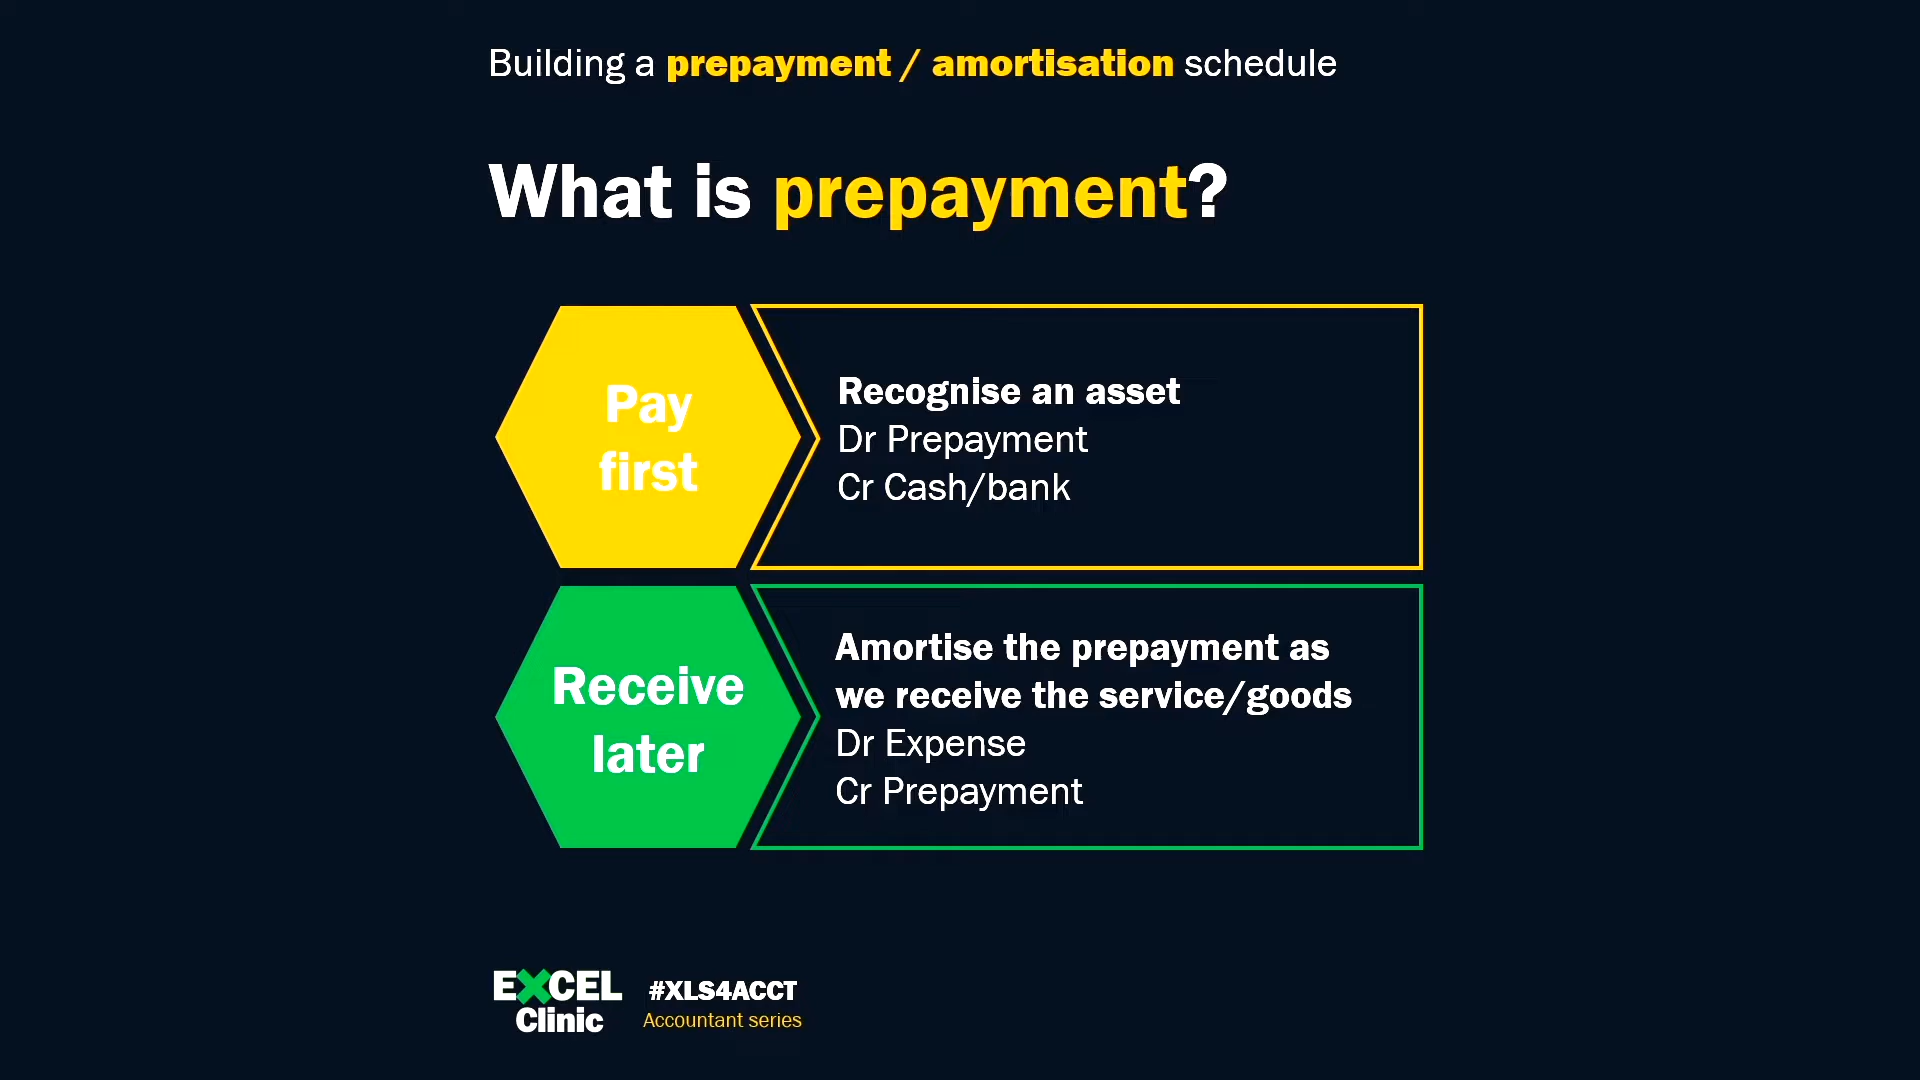 Building a prepayment / amortisation schedule
What is prepayment?
Pay
first
Recognise an asset
Dr Prepayment
Cr Cash/bank
Receive
later
Amortise the prepayment as
we receive the service/goods
Dr Expense
Cr Prepayment
EXCEL
Clinic
#XLS4ACCT
Accountant series